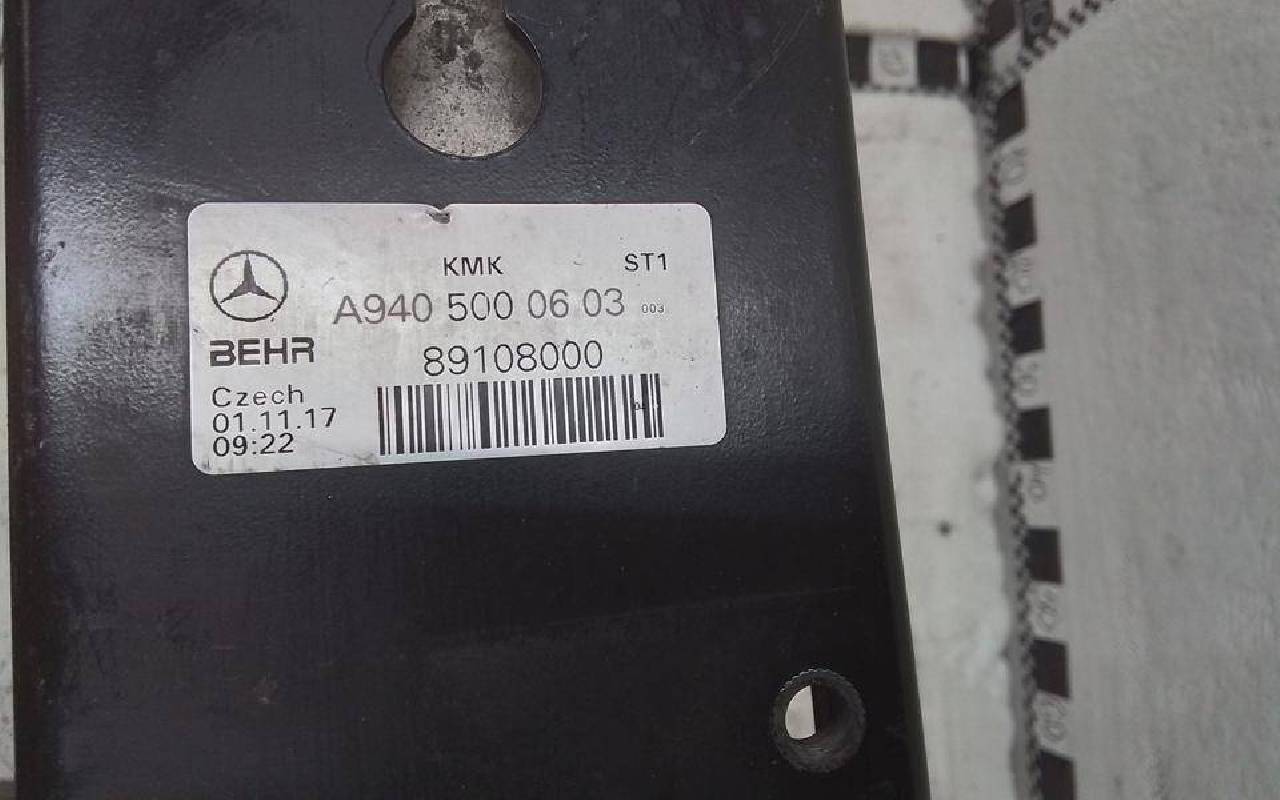 KMK ST1
A940 500 06 03 003
BEHR
89108000
Czech
01.11.17
09:22